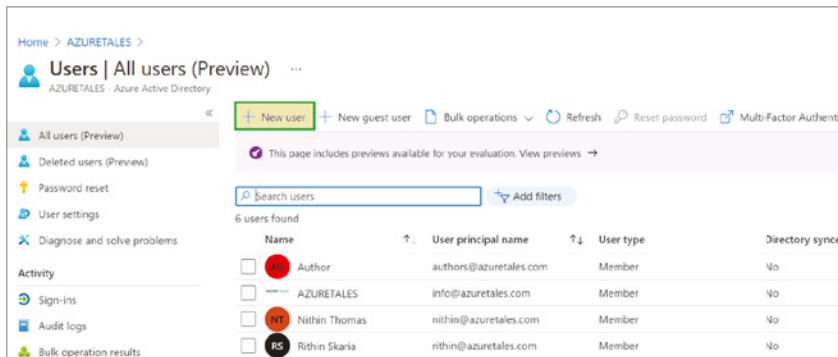 Home > AZURETALES >
Users | All users (Preview) ...
AZURETALES - Azure Active Directory
«
All users (Preview)
Deleted users (Preview)
Password reset
User settings
Diagnose and solve problems
Activity
Sign-ins
Audit logs
Bulk operation results
+ New user + New guest user Bulk operations Refresh Reset password Multi-Factor Authenti
This page includes previews available for your evaluation. View previews →
Search users Add filters
6 users found
Name ↑↓ User principal name ↑↓ User type Directory synce
AU Author authors@azuretales.com Member No
AZURETALES info@azuretales.com Member No
NT Nithin Thomas nithin@azuretales.com Member No
RS Rithin Skaria rithin@azuretales.com Member No